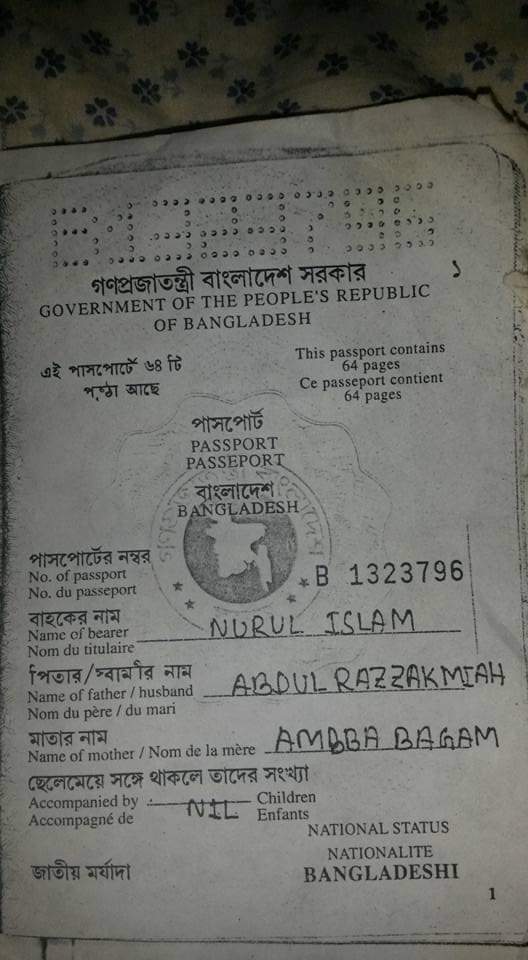 গণপ্রজাতন্ত্রী বাংলাদেশ সরকার
১
GOVERNMENT OF THE PEOPLE'S REPUBLIC
OF BANGLADESH
এই পাসপোর্টে ৬৪ টি
পৃষ্ঠা আছে
This passport contains
64 pages
Ce passeport contient
64 pages
পাসপোর্ট
PASSPORT
PASSEPORT
বাংলাদেশ
BANGLADESH
পাসপোর্টের নম্বর
No. of passport
No. du passeport
B 1323796
বাহকের নাম
Name of bearer NURUL ISLAM
Nom du titulaire
পিতার/স্বামীর নাম
Name of father / husband ABDUL RAZZAK MIAH
Nom du père / du mari
মাতার নাম
Name of mother / Nom de la mère AMBBA BAGAM
ছেলেমেয়ে সঙ্গে থাকলে তাদের সংখ্যা
Accompanied by NIL Children
Accompagné de Enfants
NATIONAL STATUS
NATIONALITE
জাতীয় মর্যাদা BANGLADESHI
1